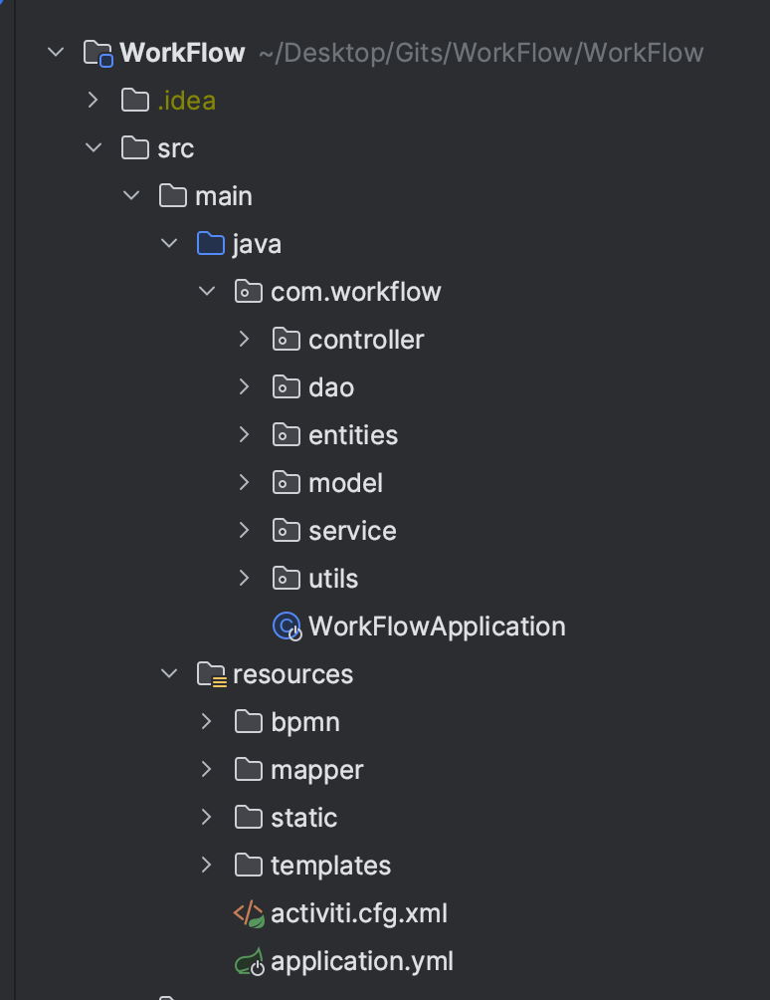 WorkFlow ~/Desktop/Gits/WorkFlow/WorkFlow
.idea
src
main
java
com.workflow
controller
dao
entities
model
service
utils
WorkFlowApplication
resources
bpmn
mapper
static
templates
activiti.cfg.xml
application.yml